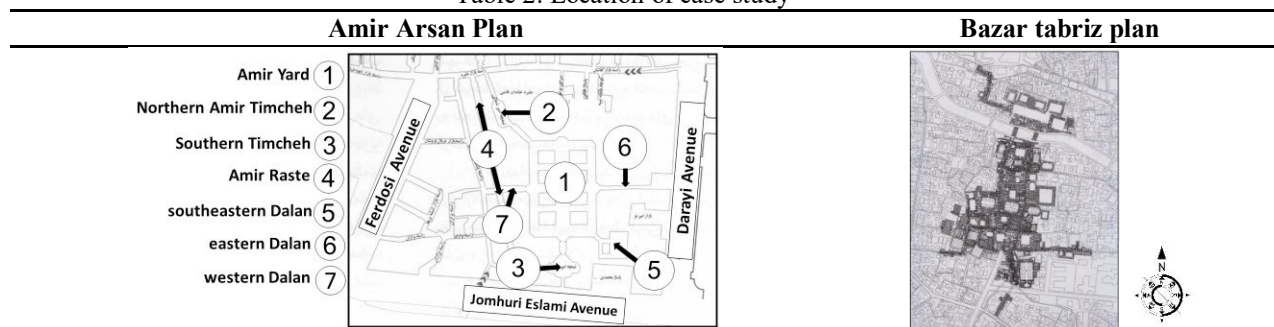 Table 2. Location of case study
Amir Arsan Plan
Bazar tabriz plan
Amir Yard 1
Northern Amir Timcheh 2
Southern Timcheh 3
Amir Raste 4
southeastern Dalan 5
eastern Dalan 6
western Dalan 7
Ferdosi Avenue
2
4
6
1
7
3
5
Darayi Avenue
Jomhuri Eslami Avenue
N